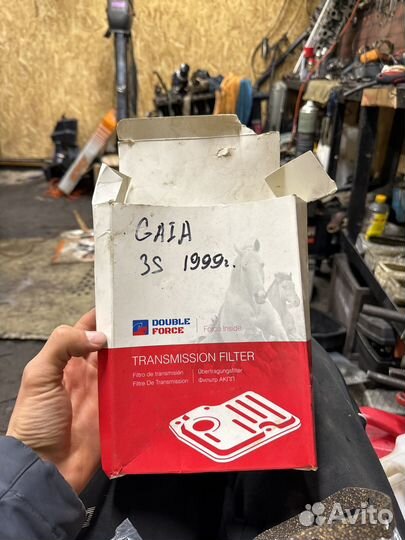 GAIA
3S 1999г.
DOUBLE FORCE
Force Inside
TRANSMISSION FILTER
Filtro de transmisión
Filtre De Transmission
Übertragungsfilter
Фильтр АКПП
Avito